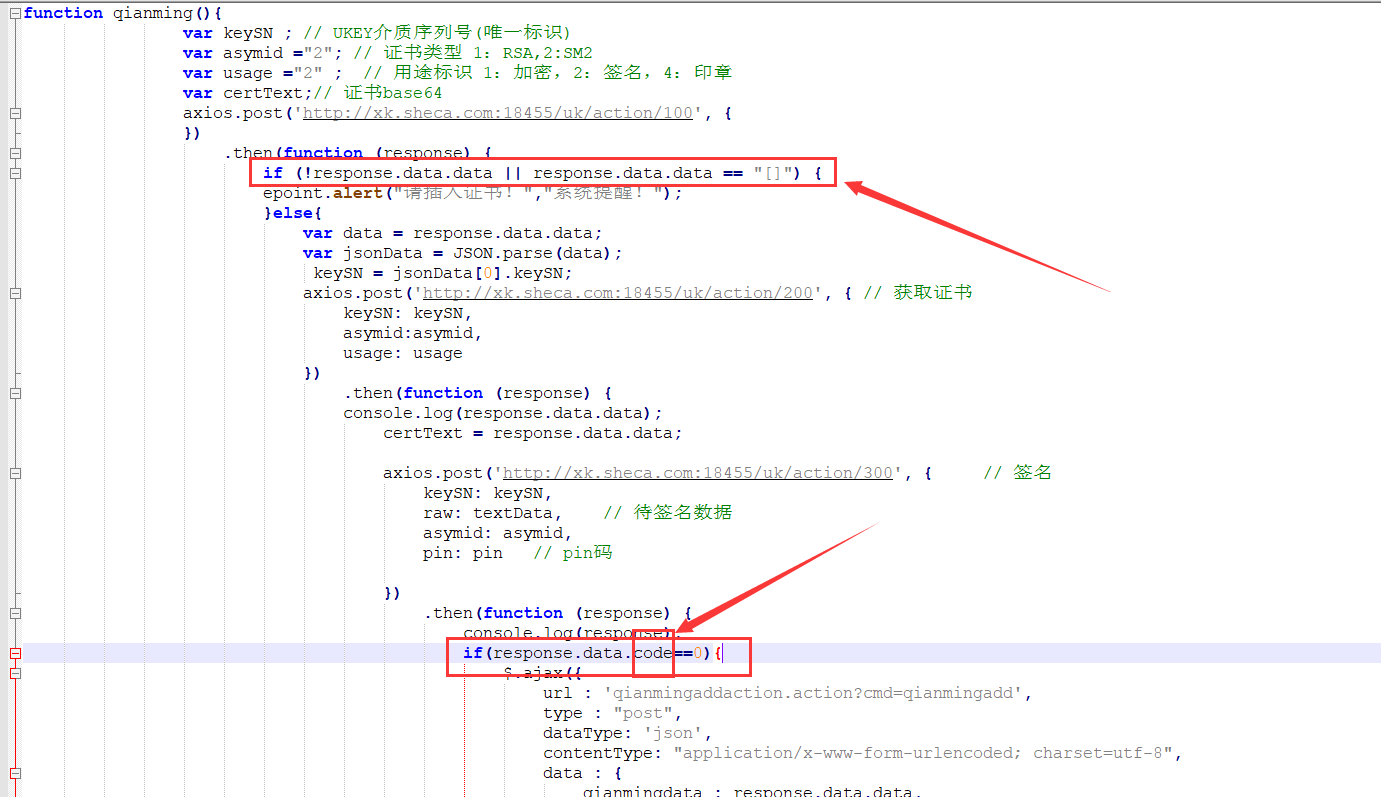 function qianming(){
var keySN ; // UKEY介质序列号(唯一标识)
var asymid ="2"; // 证书类型 1: RSA,2:SM2
var usage ="2" ;  // 用途标识 1: 加密, 2: 签名, 4: 印章
var certText;// 证书base64
axios.post('http://xk.sheca.com:18455/uk/action/100', {
})
.then(function (response) {
if (!response.data.data || response.data.data == "[]") {
epoint.alert("请插入证书! ","系统提醒! ");
}else{
var data = response.data.data;
var jsonData = JSON.parse(data);
keySN = jsonData[0].keySN;
axios.post('http://xk.sheca.com:18455/uk/action/200', { // 获取证书
keySN: keySN,
asymid:asymid,
usage: usage
})
.then(function (response) {
console.log(response.data.data);
certText = response.data.data;
axios.post('http://xk.sheca.com:18455/uk/action/300', {     // 签名
keySN: keySN,
raw: textData,    // 待签名数据
asymid: asymid,
pin: pin   // pin码
})
.then(function (response) {
console.log(response);
if(response.data.code==0){
$.ajax({
url : 'qianmingaddaction.action?cmd=qianmingadd',
type : "post",
dataType: 'json',
contentType: "application/x-www-form-urlencoded; charset=utf-8",
data : {
qianmingdata : response.data.data,